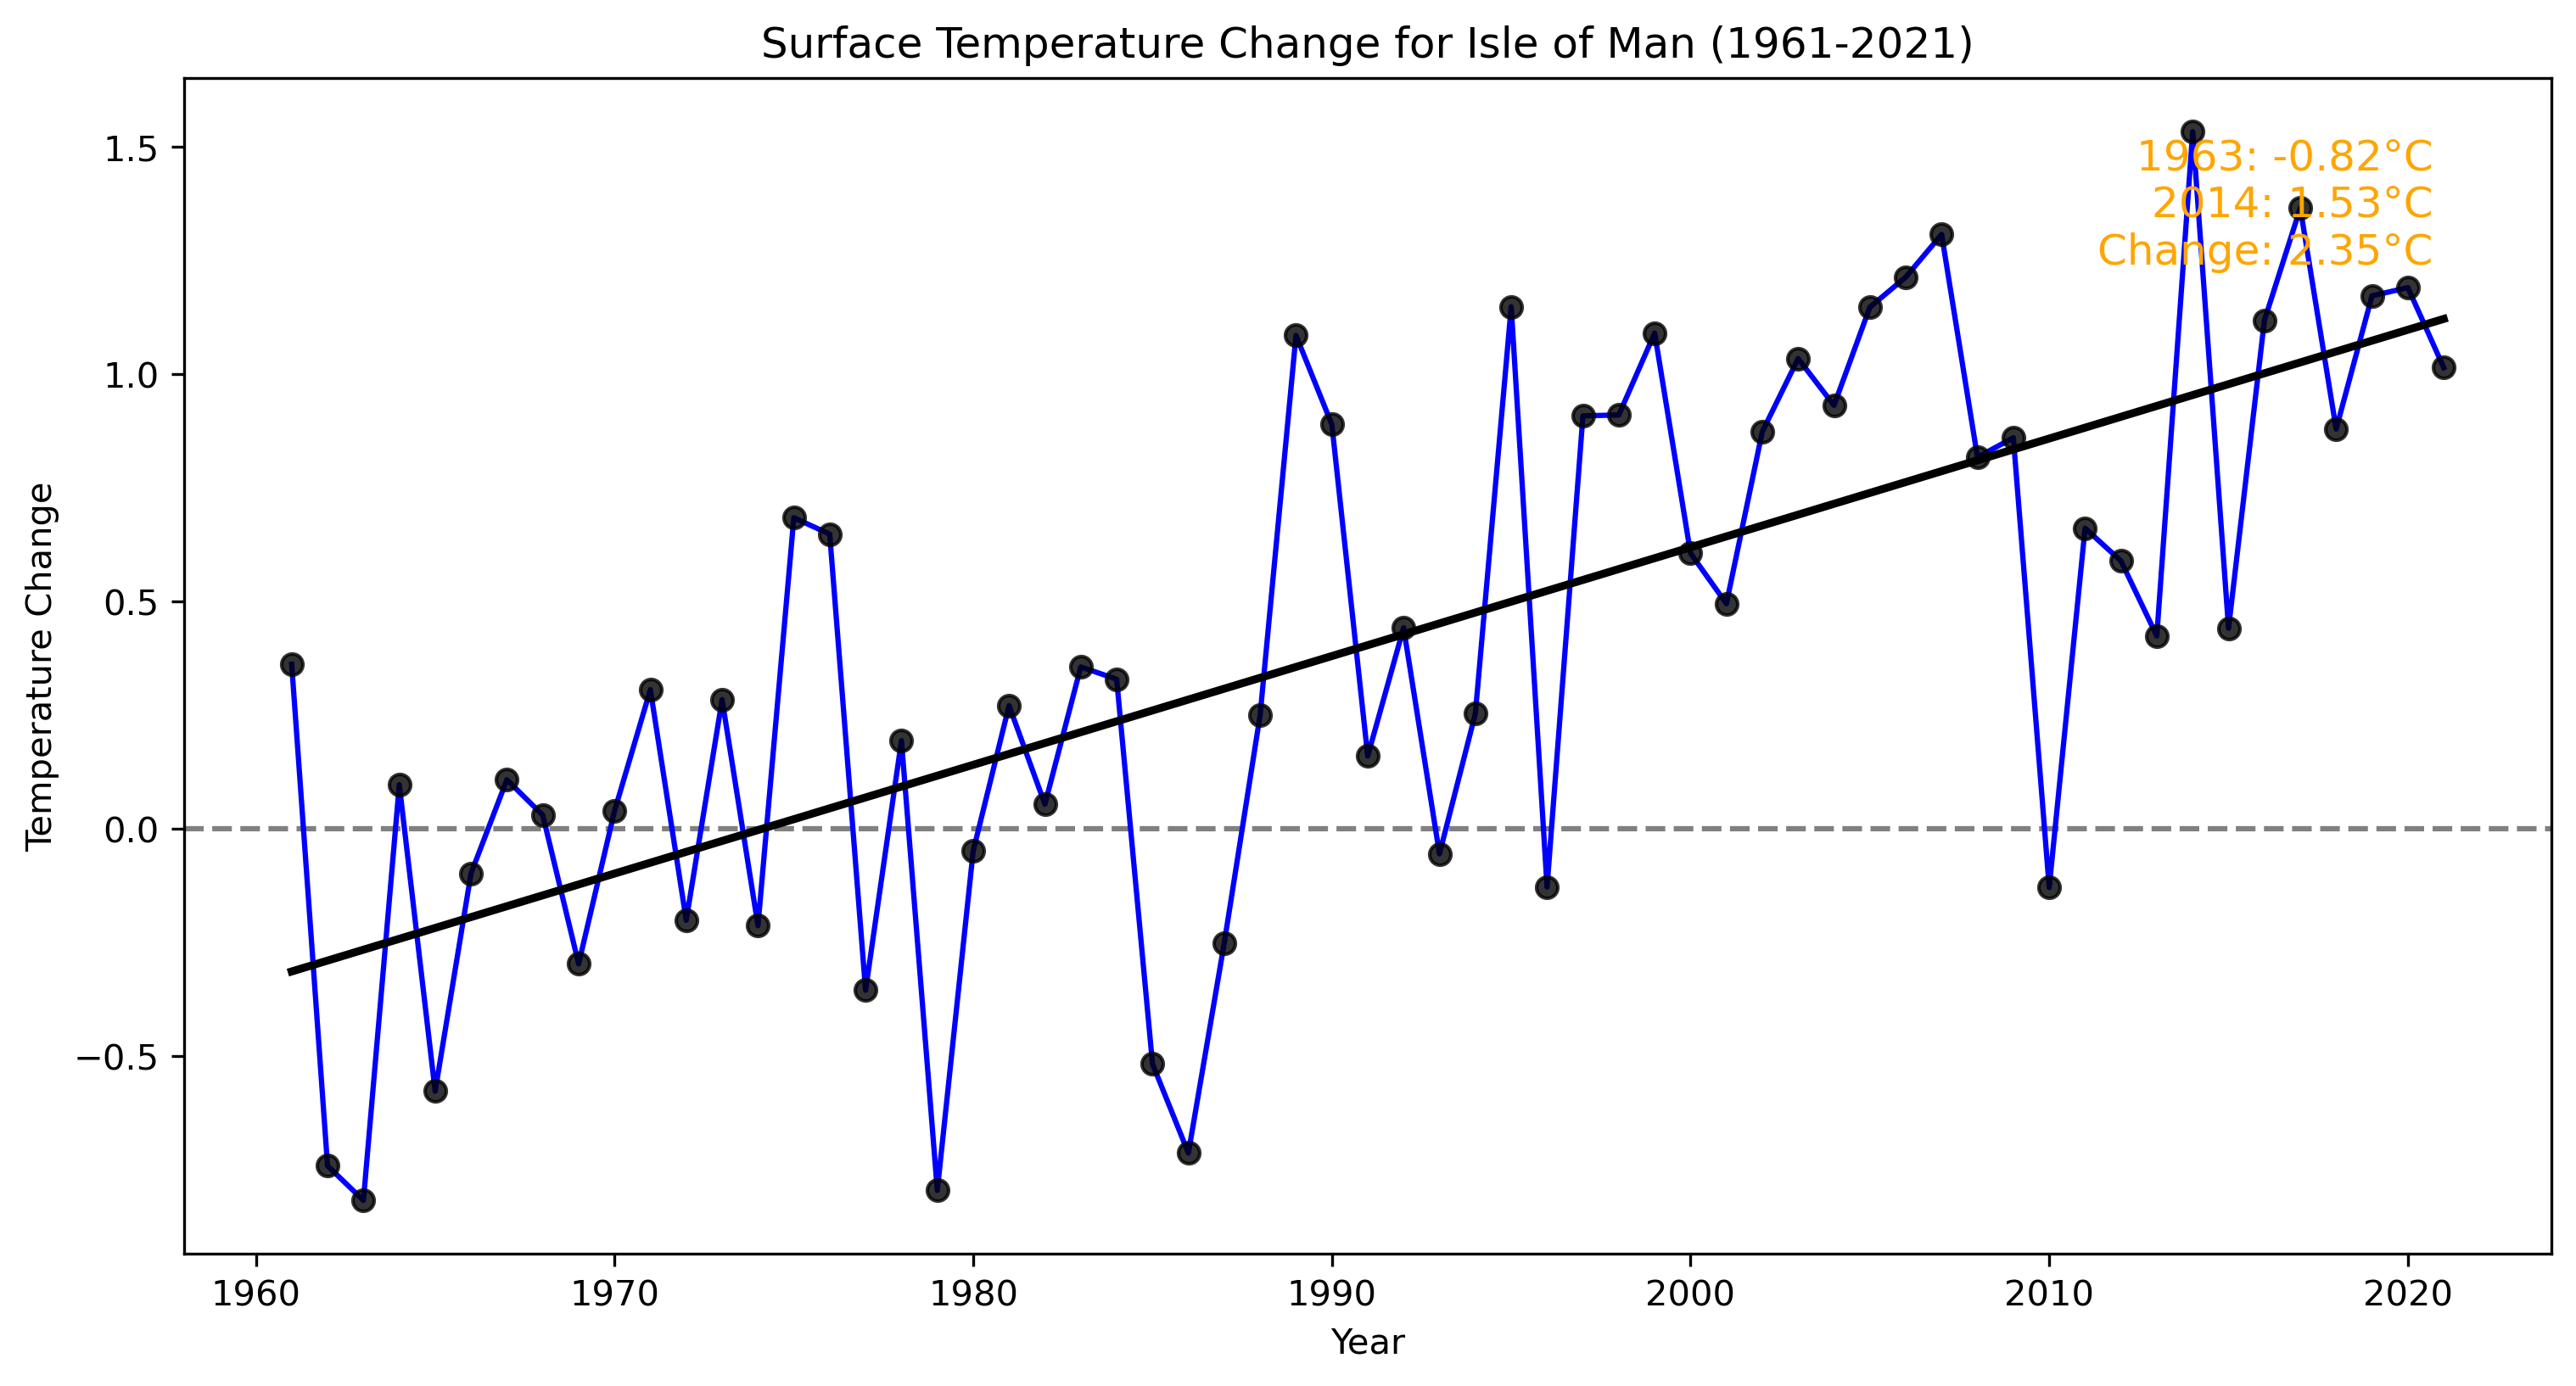 Surface Temperature Change for Isle of Man (1961-2021)
1963: -0.82°C
2014: 1.53°C
Change: 2.35°C
Temperature Change
1.5
1.0
0.5
0.0
−0.5
1960 1970 1980 1990 2000 2010 2020
Year